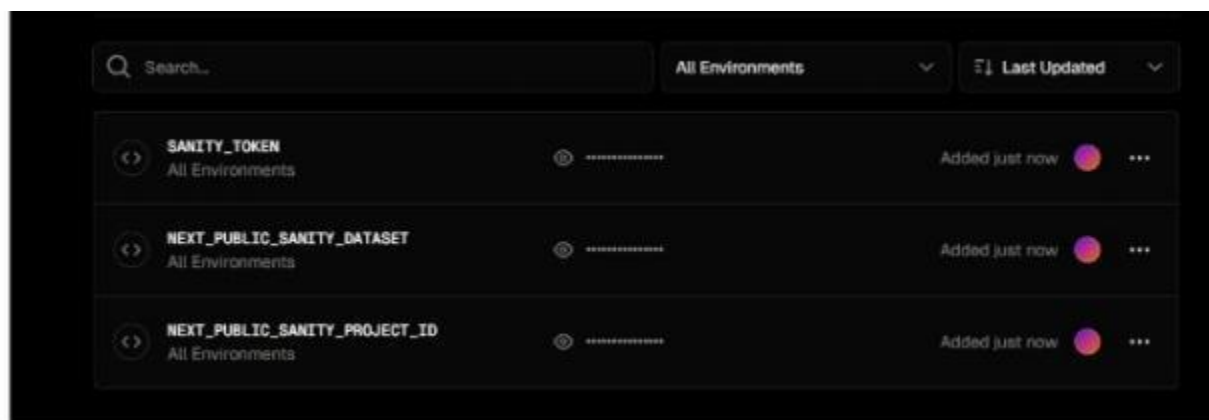 Search...
All Environments
Last Updated
SANITY_TOKEN
All Environments
Added just now
NEXT_PUBLIC_SANITY_DATASET
All Environments
Added just now
NEXT_PUBLIC_SANITY_PROJECT_ID
All Environments
Added just now